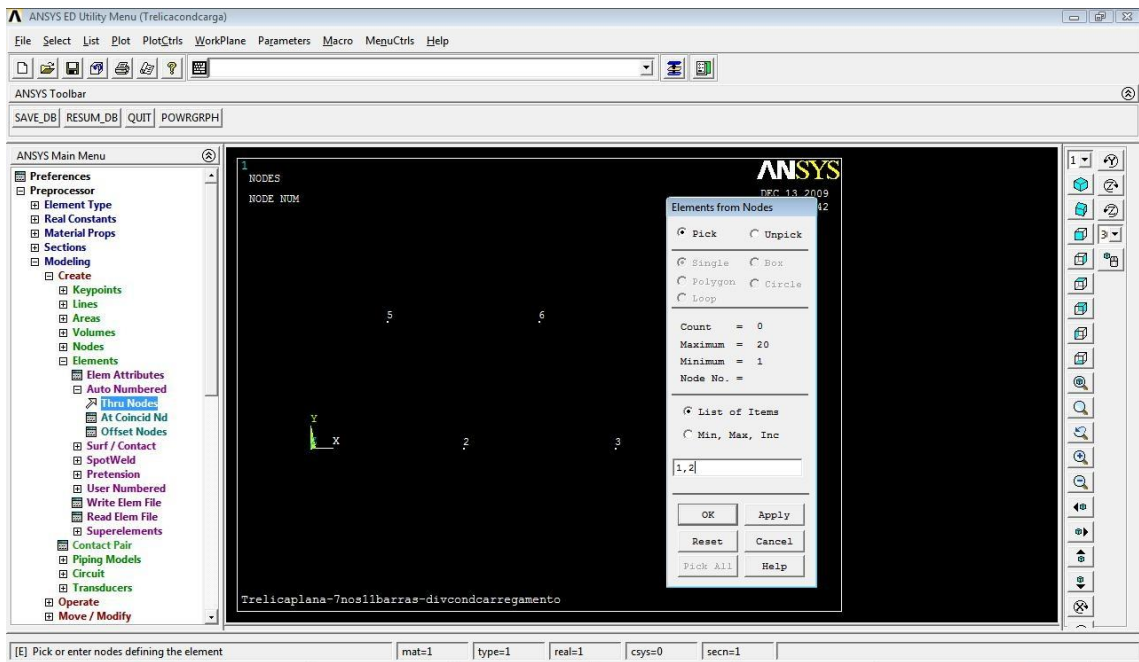 ANSYS ED Utility Menu (Trelicacondcarga)
File Select List Plot PlotCtrls WorkPlane Parameters Macro MenuCtrls Help
ANSYS Toolbar
SAVE_DB RESUM_DB QUIT POWRGRPH
ANSYS Main Menu
Preferences
Preprocessor
Element Type
Real Constants
Material Props
Sections
Modeling
Create
Keypoints
Lines
Areas
Volumes
Nodes
Elements
Elem Attributes
Auto Numbered
Thru Nodes
At Coincid Nd
Offset Nodes
Surf / Contact
SpotWeld
Pretension
User Numbered
Write Elem File
Read Elem File
Superelements
Contact Pair
Piping Models
Circuit
Transducers
Operate
Move / Modify
1
NODES
NODE NUM
ANSYS
DEC 13 2009
42
5
6
Y
X
2
3
Trelicaplana-7nos11barras-divcondcarregamento
Elements from Nodes
Pick Unpick
Single Box
Polygon Circle
Loop
Count = 0
Maximum = 20
Minimum = 1
Node No. =
List of Items
Min, Max, Inc
1,2
OK Apply
Reset Cancel
Pick All Help
1
[E] Pick or enter nodes defining the element
mat=1 type=1 real=1 csys=0 secn=1